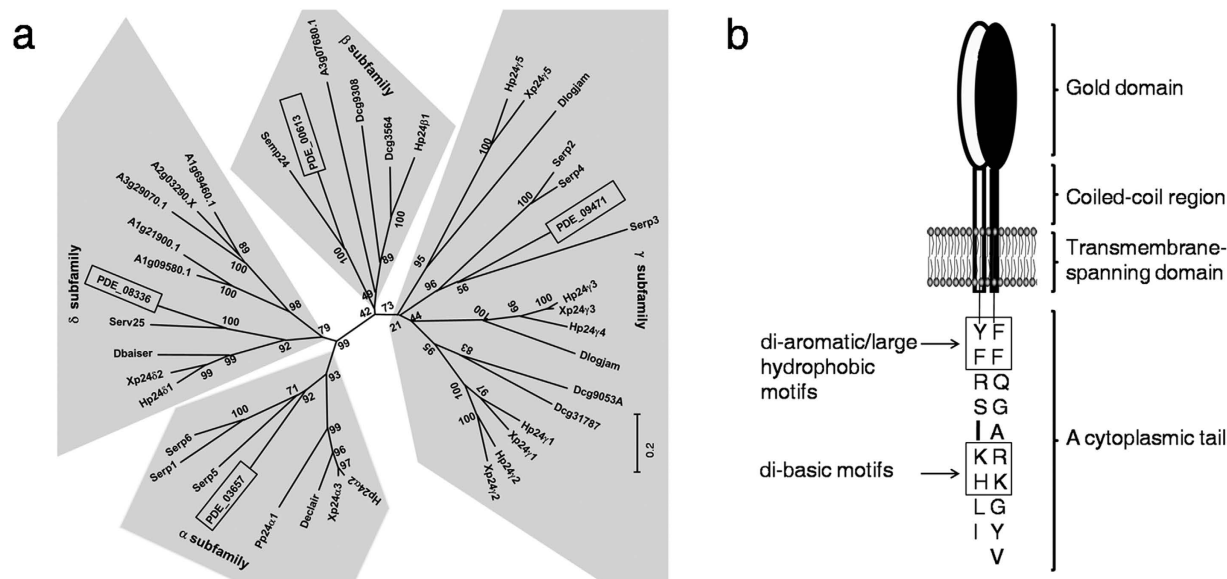 a
δ subfamily
A1g69460.1
A2g03290.X
A3g29070.1
A1g21900.1
A1g09580.1
PDE_08336
Serv25
Dbaiser
Xp24δ2
Hp24δ1
89
100
100
98
100
92
99
99
79
99
β subfamily
A3g07680.1
PDE_00613
Semp24
Dcg9308
Dcg3564
Hp24β1
100
100
89
49
42
73
γ subfamily
Hp24γ5
Xp24γ5
Dlogjam
Serp2
Serp4
PDE_09471
Serp3
Hp24γ3
Xp24γ3
Hp24γ4
Dlogjam
Dcg9053A
Dcg31787
Hp24γ1
Xp24γ1
Hp24γ2
Xp24γ2
100
95
100
96
56
21
44
100
99
100
95
83
100
97
100
0.2
α subfamily
Serp6
Serp1
Serp5
PDE_03657
Pp24α1
Declair
Xp24α3
Hp24α2
93
71
92
100
99
96
97
b
Gold domain
Coiled-coil region
Transmembrane-
spanning domain
di-aromatic/large
hydrophobic
motifs
di-basic motifs
A cytoplasmic tail
Y F
F F
R Q
S G
I A
K R
H K
L G
I Y
V